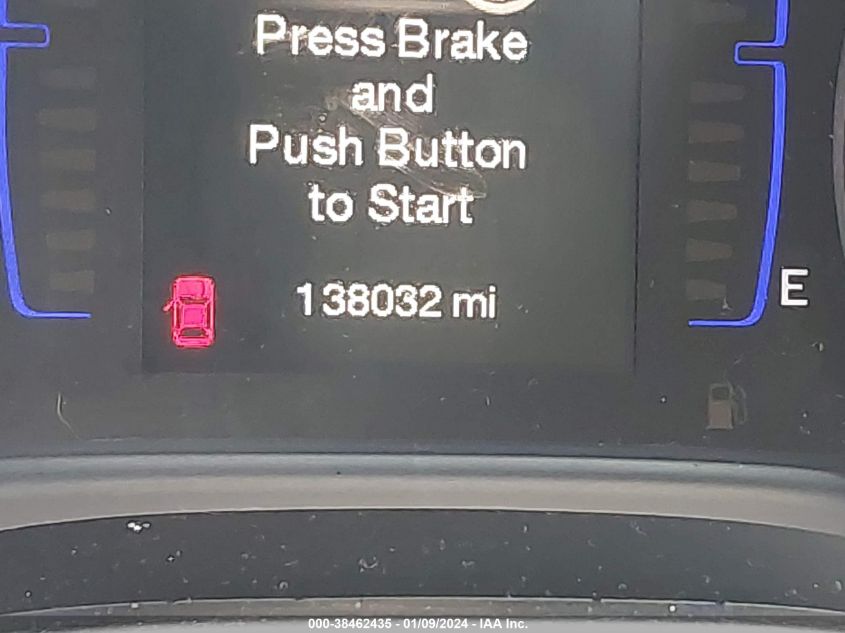 Press Brake
and
Push Button
to Start
138032 mi
E
000-38462435 - 01/09/2024 - IAA Inc.